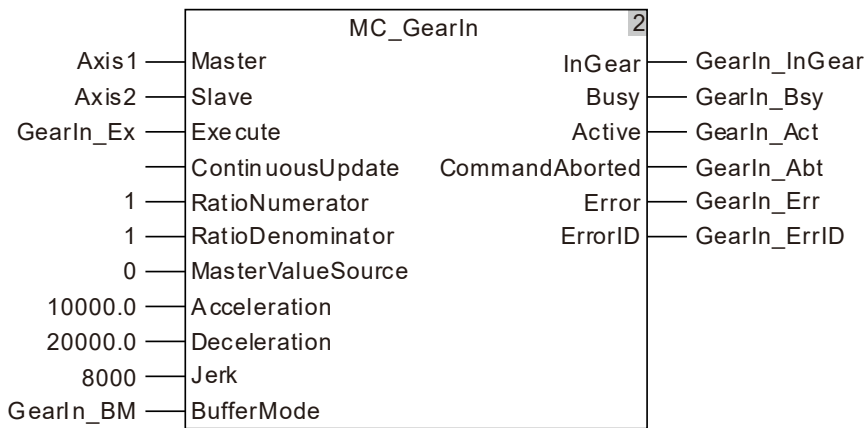 MC_GearIn 2
Axis1 Master InGear GearIn_InGear
Axis2 Slave Busy GearIn_Bsy
GearIn_Ex Execute Active GearIn_Act
ContinuousUpdate CommandAborted GearIn_Abt
1 RatioNumerator Error GearIn_Err
1 RatioDenominator ErrorID GearIn_ErrID
0 MasterValueSource
10000.0 Acceleration
20000.0 Deceleration
8000 Jerk
GearIn_BM BufferMode